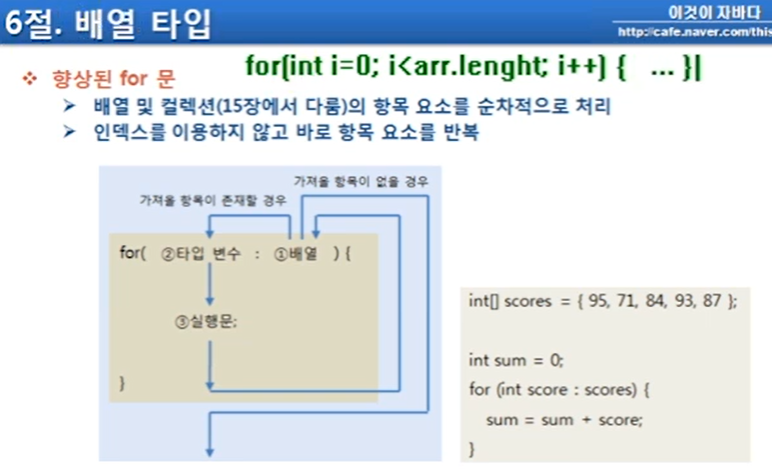 6절. 배열 타입
이것이 자바다
http://cafe.naver.com/this
❖ 향상된 for 문
for(int i=0; i<arr.lenght; i++) { ... }|
➤ 배열 및 컬렉션(15장에서 다룸)의 항목 요소를 순차적으로 처리
➤ 인덱스를 이용하지 않고 바로 항목 요소를 반복
가져올 항목이 없을 경우
가져올 항목이 존재할 경우
for( ②타입 변수 : ①배열 ) {
③실행문;
}
int[] scores = { 95, 71, 84, 93, 87 };
int sum = 0;
for (int score : scores) {
sum = sum + score;
}